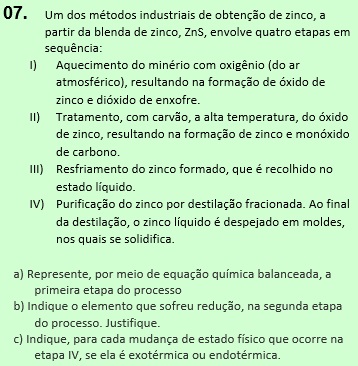 07. Um dos métodos industriais de obtenção de zinco, a
partir da blenda de zinco, ZnS, envolve quatro etapas em
sequência:
I) Aquecimento do minério com oxigênio (do ar
atmosférico), resultando na formação de óxido de
zinco e dióxido de enxofre.
II) Tratamento, com carvão, a alta temperatura, do óxido
de zinco, resultando na formação de zinco e monóxido
de carbono.
III) Resfriamento do zinco formado, que é recolhido no
estado líquido.
IV) Purificação do zinco por destilação fracionada. Ao final
da destilação, o zinco líquido é despejado em moldes,
nos quais se solidifica.
a) Represente, por meio de equação química balanceada, a
primeira etapa do processo
b) Indique o elemento que sofreu redução, na segunda etapa
do processo. Justifique.
c) Indique, para cada mudança de estado físico que ocorre na
etapa IV, se ela é exotérmica ou endotérmica.